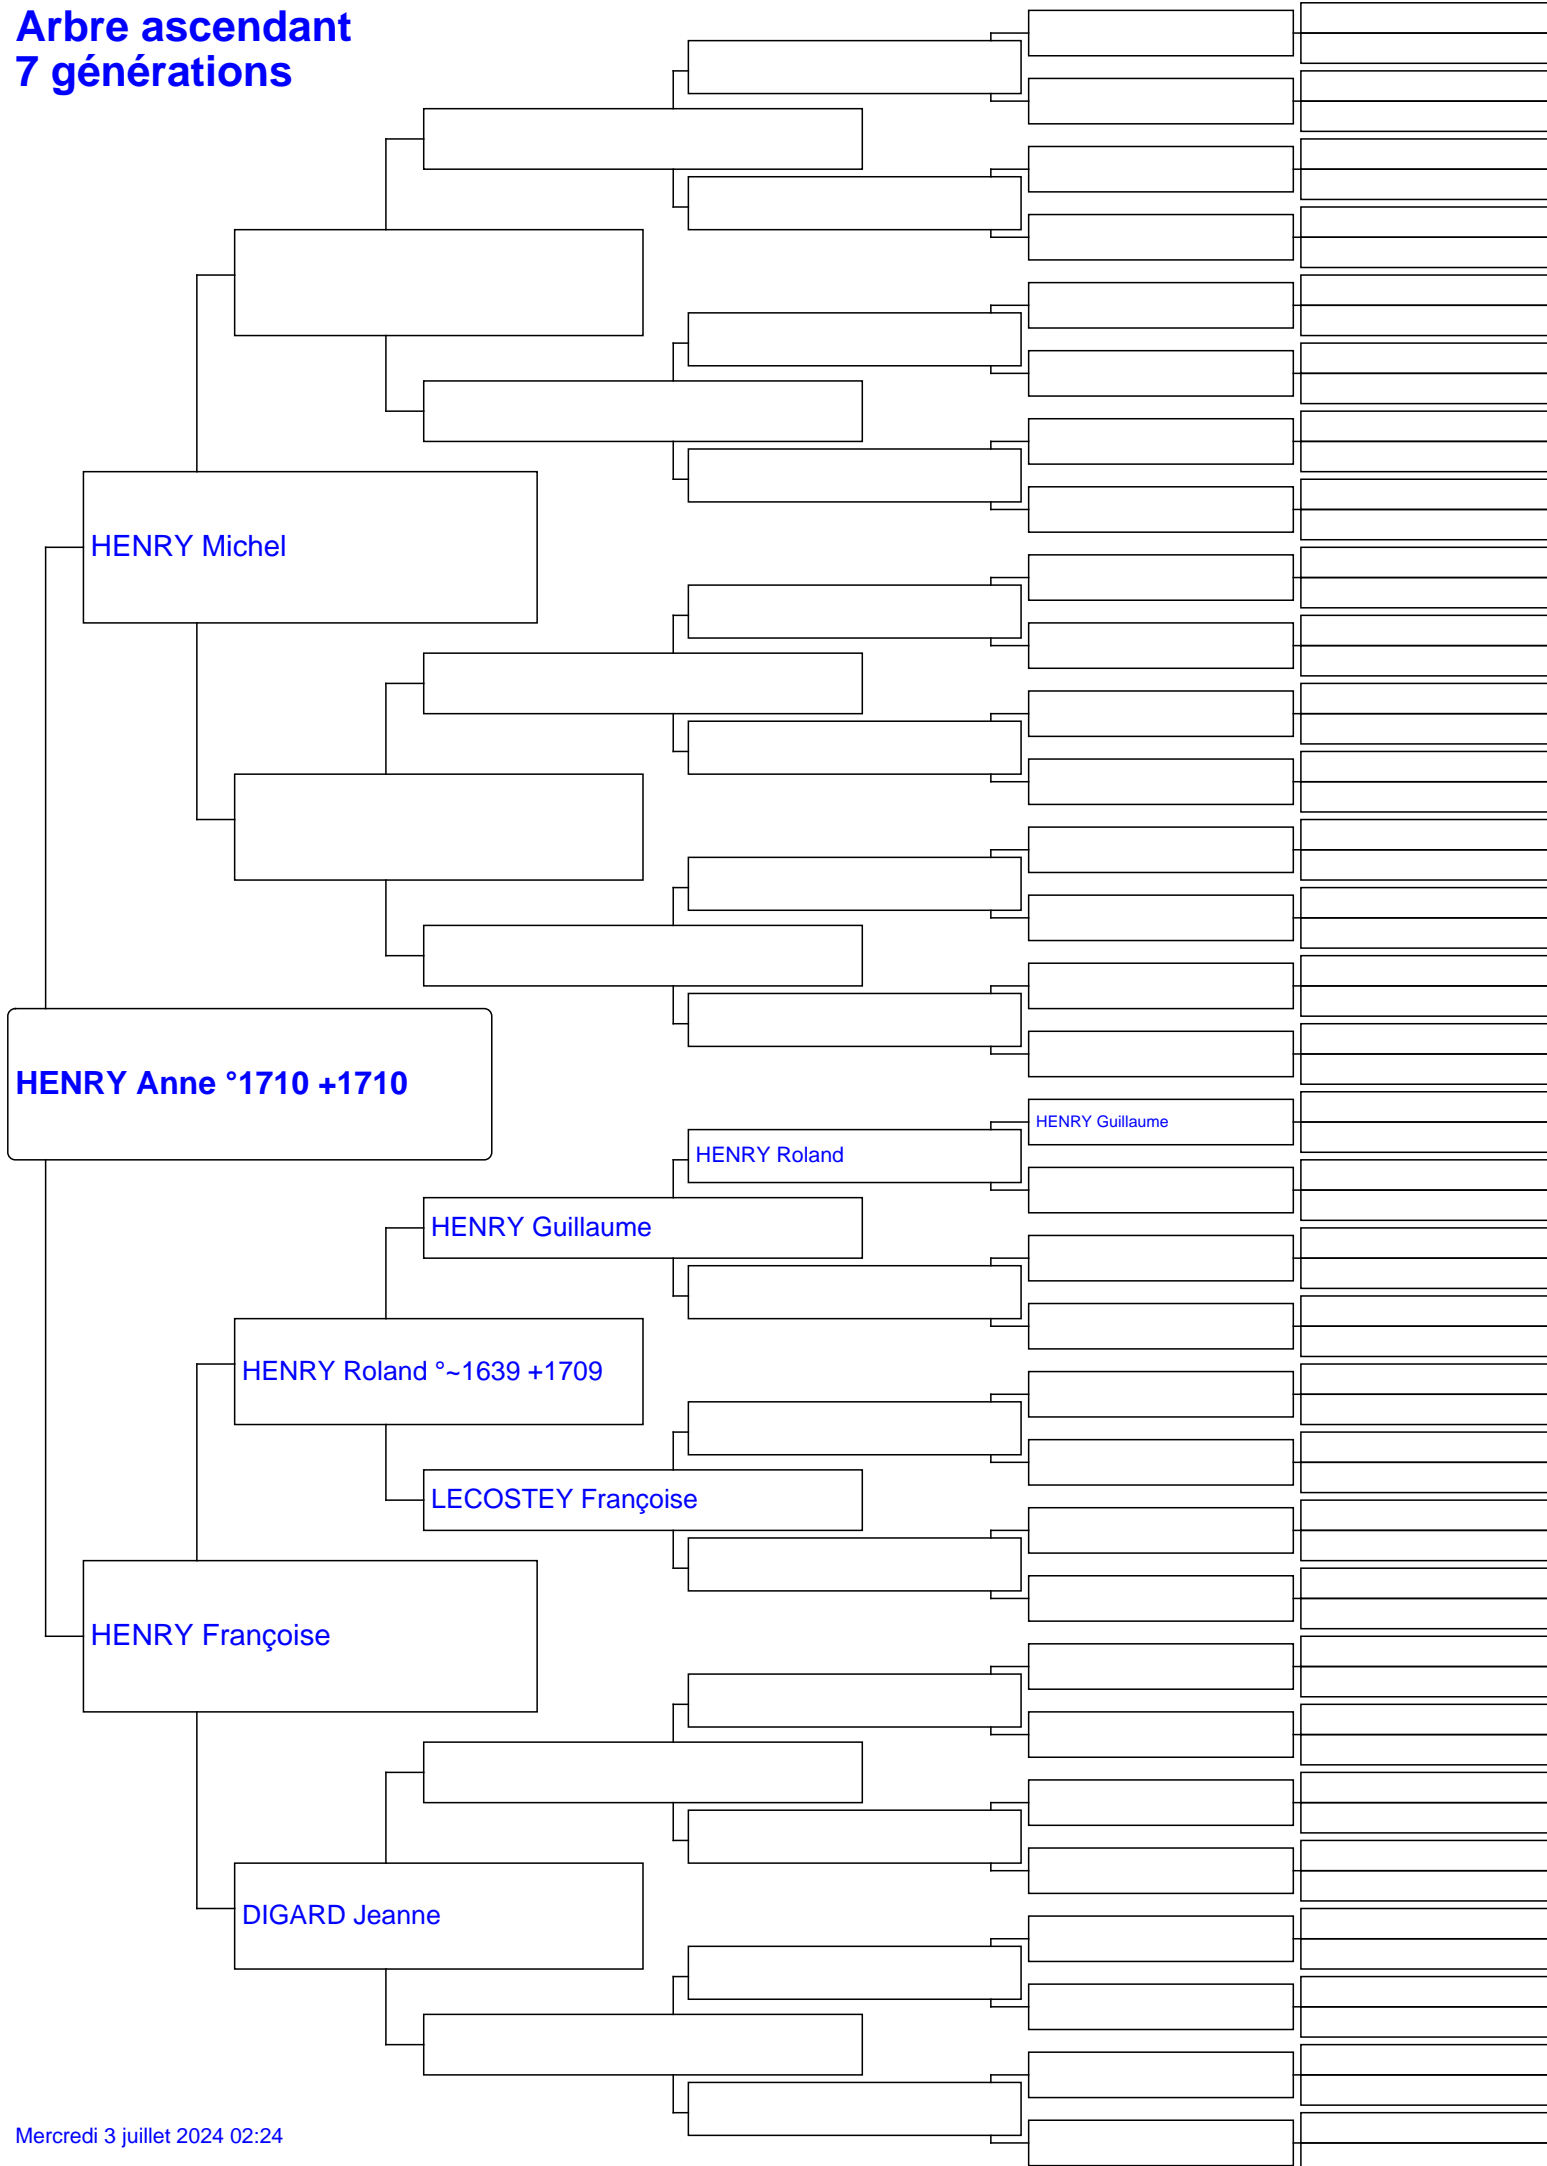 Arbre ascendant
7 générations
HENRY Michel
HENRY Anne °1710 +1710
HENRY Guillaume
HENRY Roland
HENRY Guillaume
HENRY Roland °~1639 +1709
LECOSTEY Françoise
HENRY Françoise
DIGARD Jeanne
Mercredi 3 juillet 2024 02:24